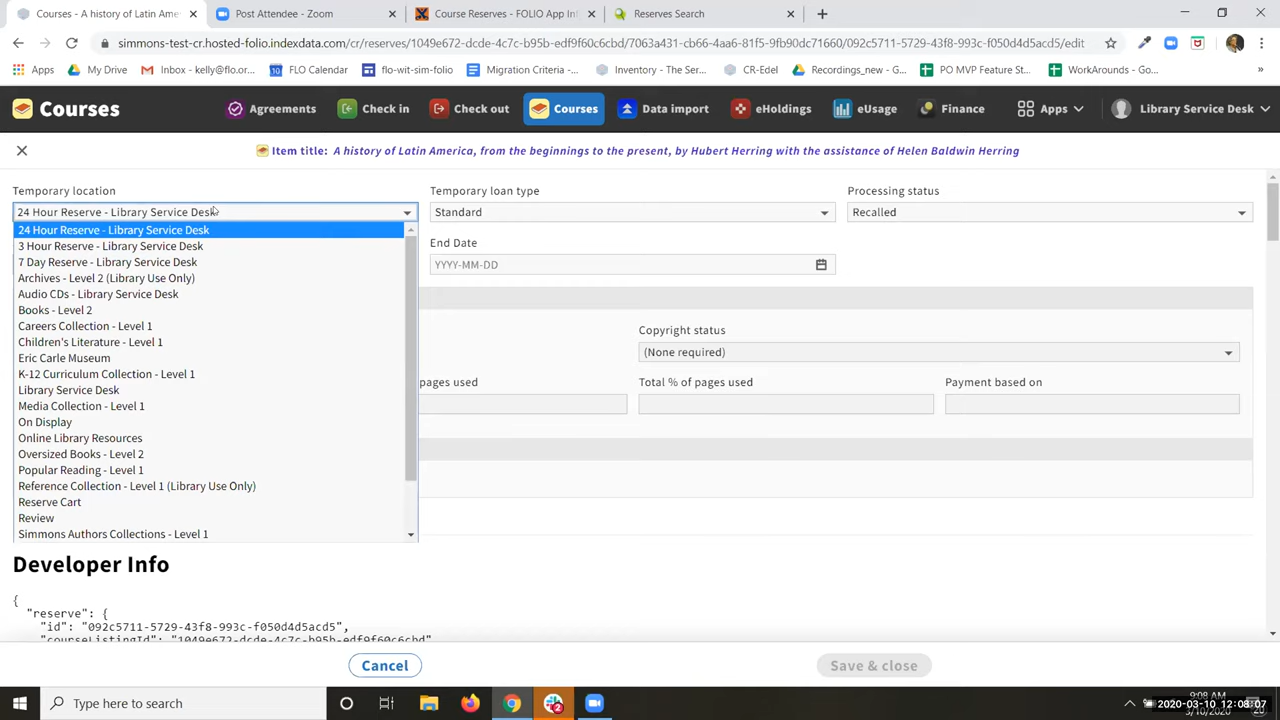 Courses - A history of Latin Ame
Post Attendee - Zoom
Course Reserves - FOLIO App Int
Reserves Search
simmons-test-cr.hosted-folio.indexdata.com/cr/reserves/1049e672-dcde-4c7c-b95b-edf9f60c6cbd/7063a431-cb66-4aa6-81f5-9fb90dc71660/092c5711-5729-43f8-993c-f050d4d5acd5/edit
Apps
My Drive
Inbox - kelly@flo.or...
FLO Calendar
flo-wit-sim-folio
Migration Criteria -...
Inventory - The Ser...
CR-Edel
Recordings_new - G...
PO MVP Feature St...
WorkArounds - Go...
Courses
Agreements
Check in
Check out
Courses
Data import
eHoldings
eUsage
Finance
Apps
Library Service Desk
Item title: A history of Latin America, from the beginnings to the present, by Hubert Herring with the assistance of Helen Baldwin Herring
Temporary location
Temporary loan type
Processing status
24 Hour Reserve - Library Service Desk
Standard
Recalled
24 Hour Reserve - Library Service Desk
3 Hour Reserve - Library Service Desk
End Date
7 Day Reserve - Library Service Desk
YYYY-MM-DD
Archives - Level 2 (Library Use Only)
Audio CDs - Library Service Desk
Books - Level 2
Careers Collection - Level 1
Copyright status
Children's Literature - Level 1
(None required)
Eric Carle Museum
K-12 Curriculum Collection - Level 1
pages used
Total % of pages used
Payment based on
Library Service Desk
Media Collection - Level 1
On Display
Online Library Resources
Oversized Books - Level 2
Popular Reading - Level 1
Reference Collection - Level 1 (Library Use Only)
Reserve Cart
Review
Simmons Authors Collections - Level 1
Developer Info
{
"reserve": {
"id": "092c5711-5729-43f8-993c-f050d4d5acd5",
"courseListingId": "1049e672-dcde-4c7c-b95b-edf9f60c6cbd"
Cancel
Save & close
Type here to search
9:08 AM
2020-03-10 12:08:07